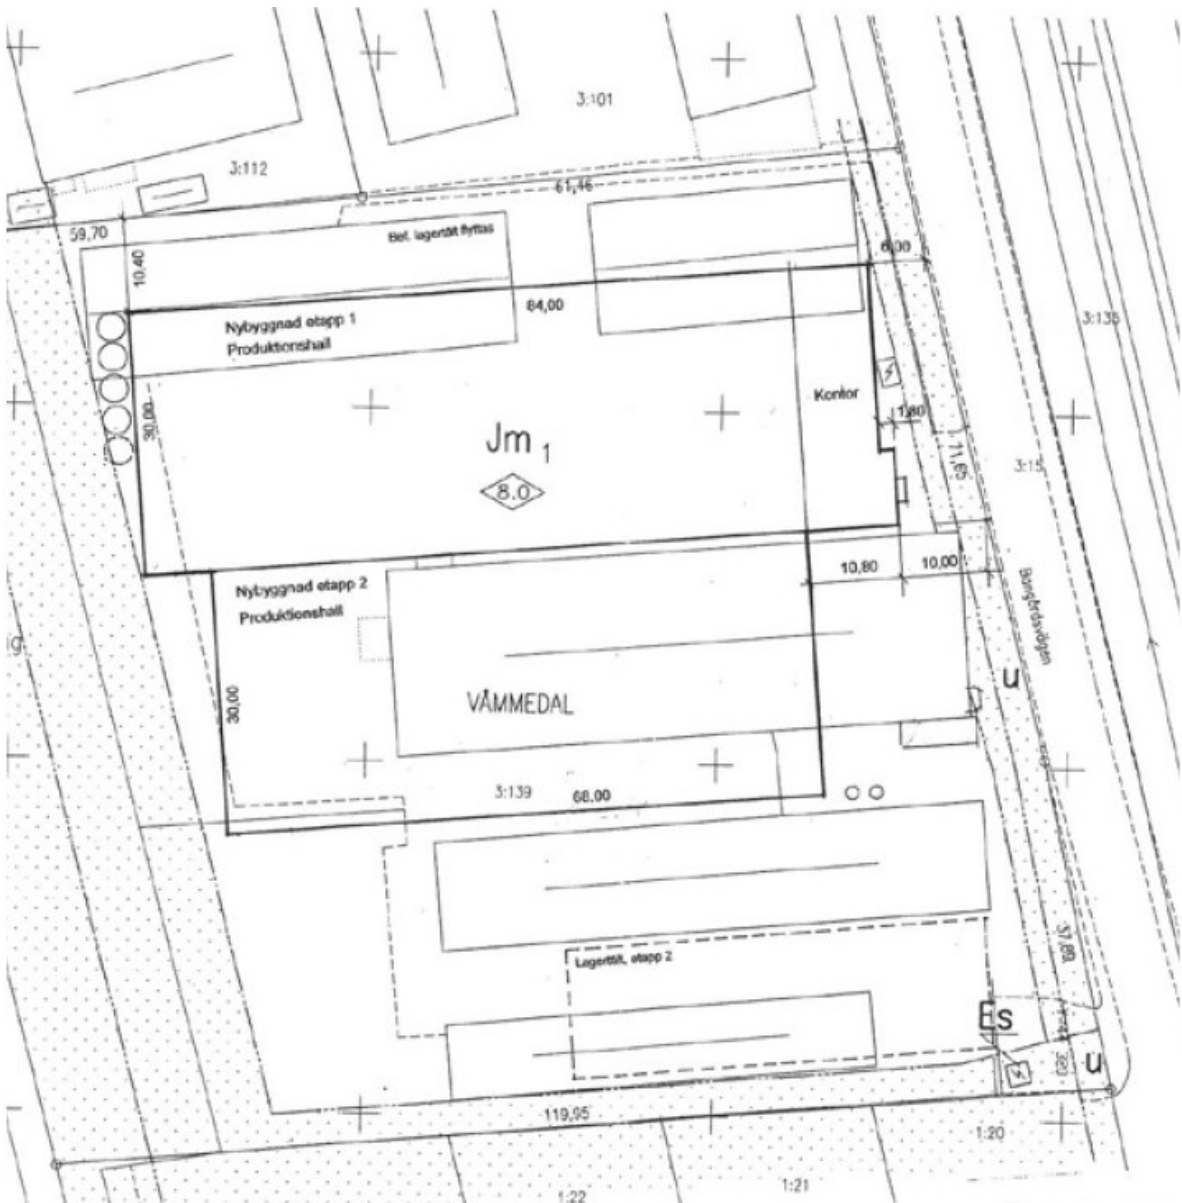 3:101
3:112
61,46
59,70
Bef. lagertält flyttas
10,40
6,00
84,00
Nybyggnad etapp 1
Produktionshall
3:135
Kontor
30,00
1,80
Jm 1
11,65
3:15
8.0
Nybyggnad etapp 2
Produktionshall
10,80
10,00
Bangårdsvägen
g
u
30,00
VÅMMEDAL
3:139
68.00
37,89
Lagertält, etapp 2
Es
u
119,95
1:20
1:21
1:22